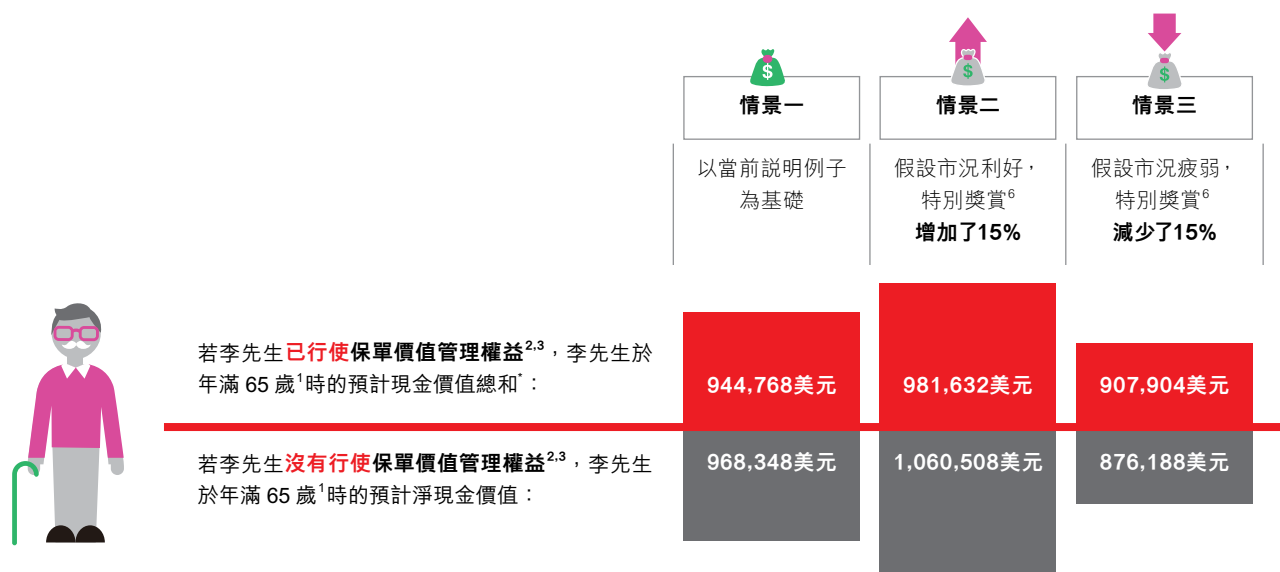 $
$
$
情景一
情景二
情景三
以當前說明例子
為基礎
假設市況利好，
特別獎賞6
增加了15%
假設市況疲弱，
特別獎賞6
減少了15%
若李先生已行使保單價值管理權益2,3，李先生於
年滿 65 歲1時的預計現金價值總和*：
944,768美元
981,632美元
907,904美元
若李先生沒有行使保單價值管理權益2,3，李先生
於年滿 65 歲1時的預計淨現金價值：
968,348美元
1,060,508美元
876,188美元